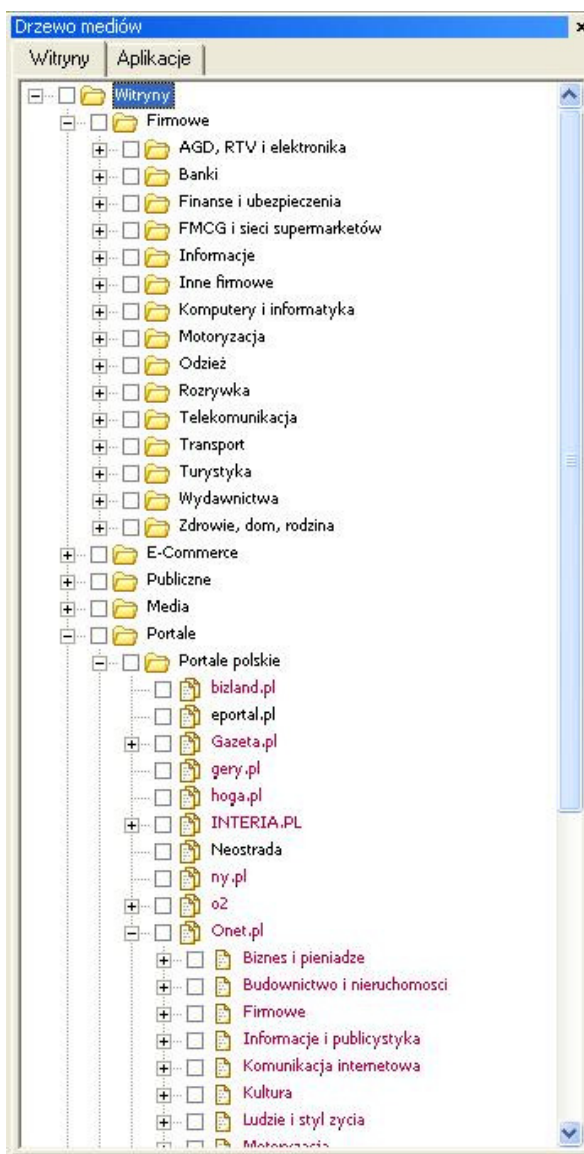 Drzewo mediów
Witryny Aplikacje
Witryny
Firmowe
AGD, RTV i elektronika
Banki
Finanse i ubezpieczenia
FMCG i sieci supermarketów
Informacje
Inne firmowe
Komputery i informatyka
Motoryzacja
Odzież
Rozrywka
Telekomunikacja
Transport
Turystyka
Wydawnictwa
Zdrowie, dom, rodzina
E-Commerce
Publiczne
Media
Portale
Portale polskie
bizland.pl
eportal.pl
Gazeta.pl
gery.pl
hoga.pl
INTERIA.PL
Neostrada
ny.pl
o2
Onet.pl
Biznes i pieniadze
Budownictwo i nieruchomosci
Firmowe
Informacje i publicystyka
Komunikacja internetowa
Kultura
Ludzie i styl zycia
Motoryzacja